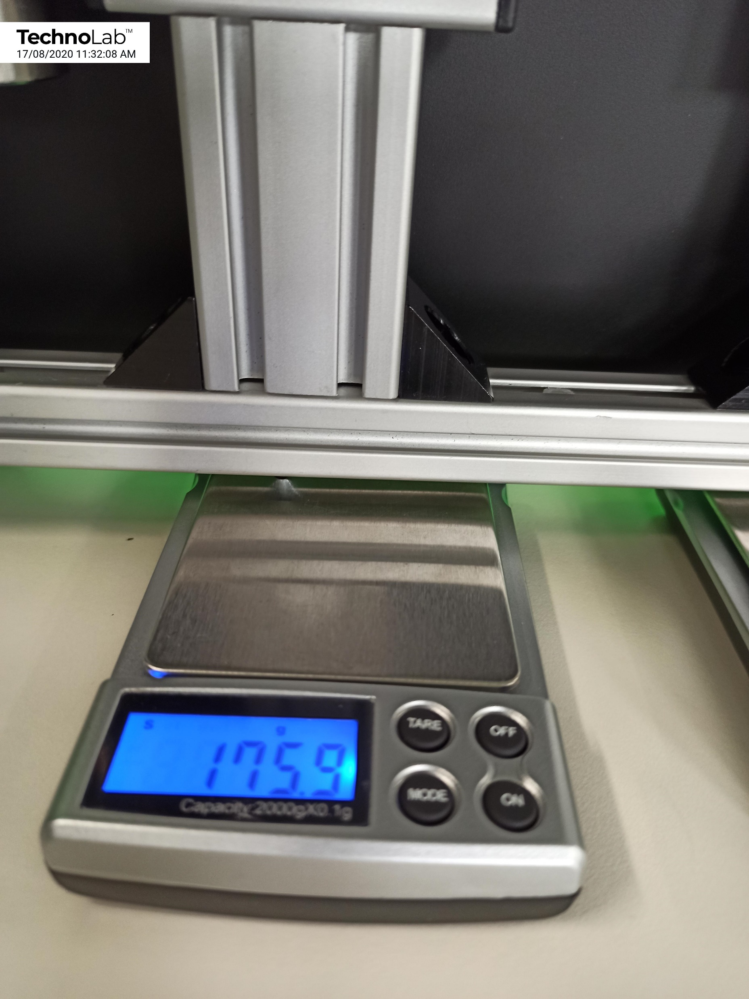 TechnoLab™
17/08/2020 11:32:08 AM
S g
175.9
Capacity:2000gX0.1g
TARE
OFF
MODE
ON